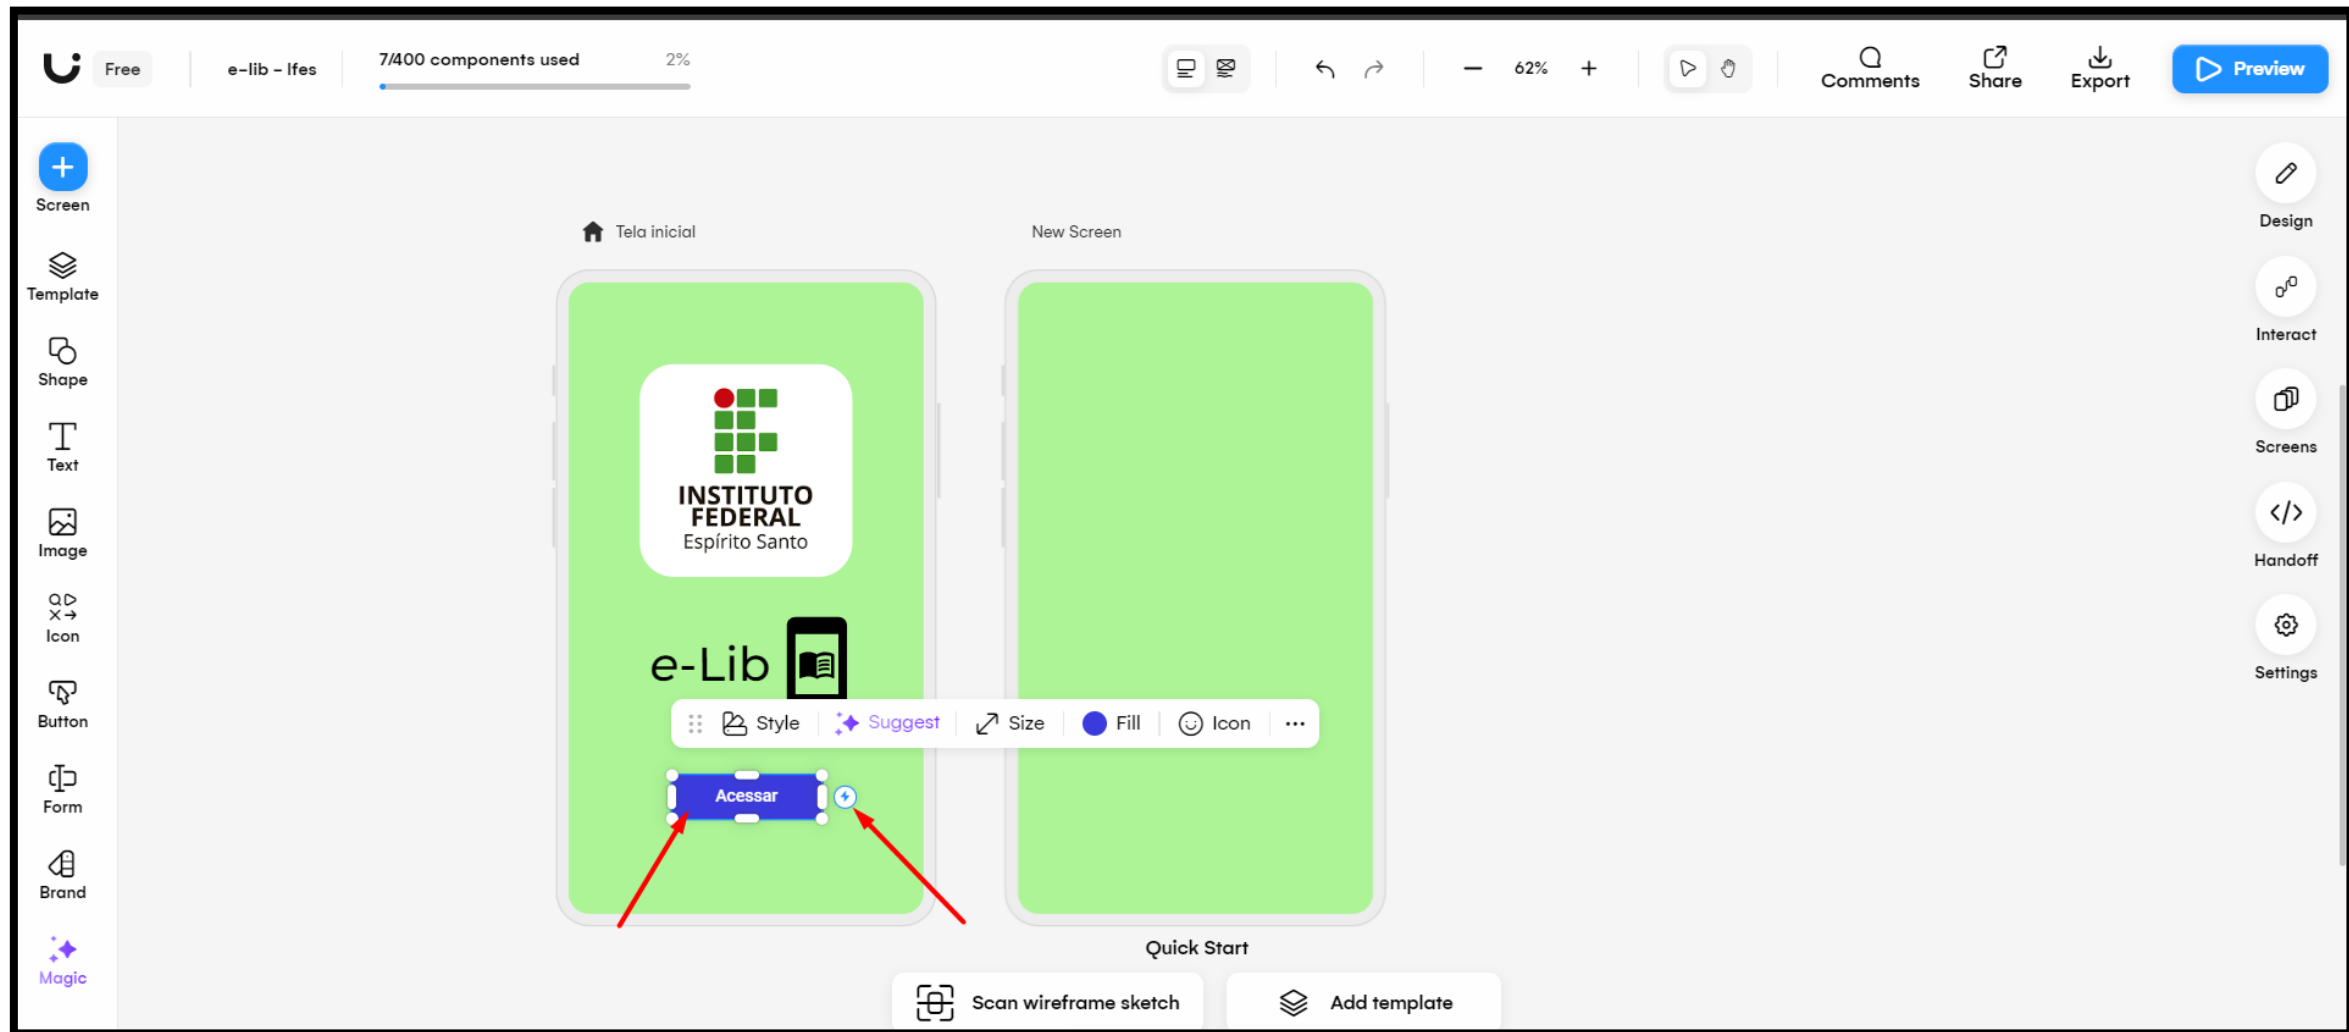 Free
e-lib - Ifes
7/400 components used 2%
62%
Comments
Share
Export
Preview
Screen
Template
Shape
Text
Image
Icon
Button
Form
Brand
Magic
Tela inicial
New Screen
INSTITUTO
FEDERAL
Espírito Santo
e-Lib
Style
Suggest
Size
Fill
Icon
Acessar
Quick Start
Scan wireframe sketch
Add template
Design
Interact
Screens
Handoff
Settings